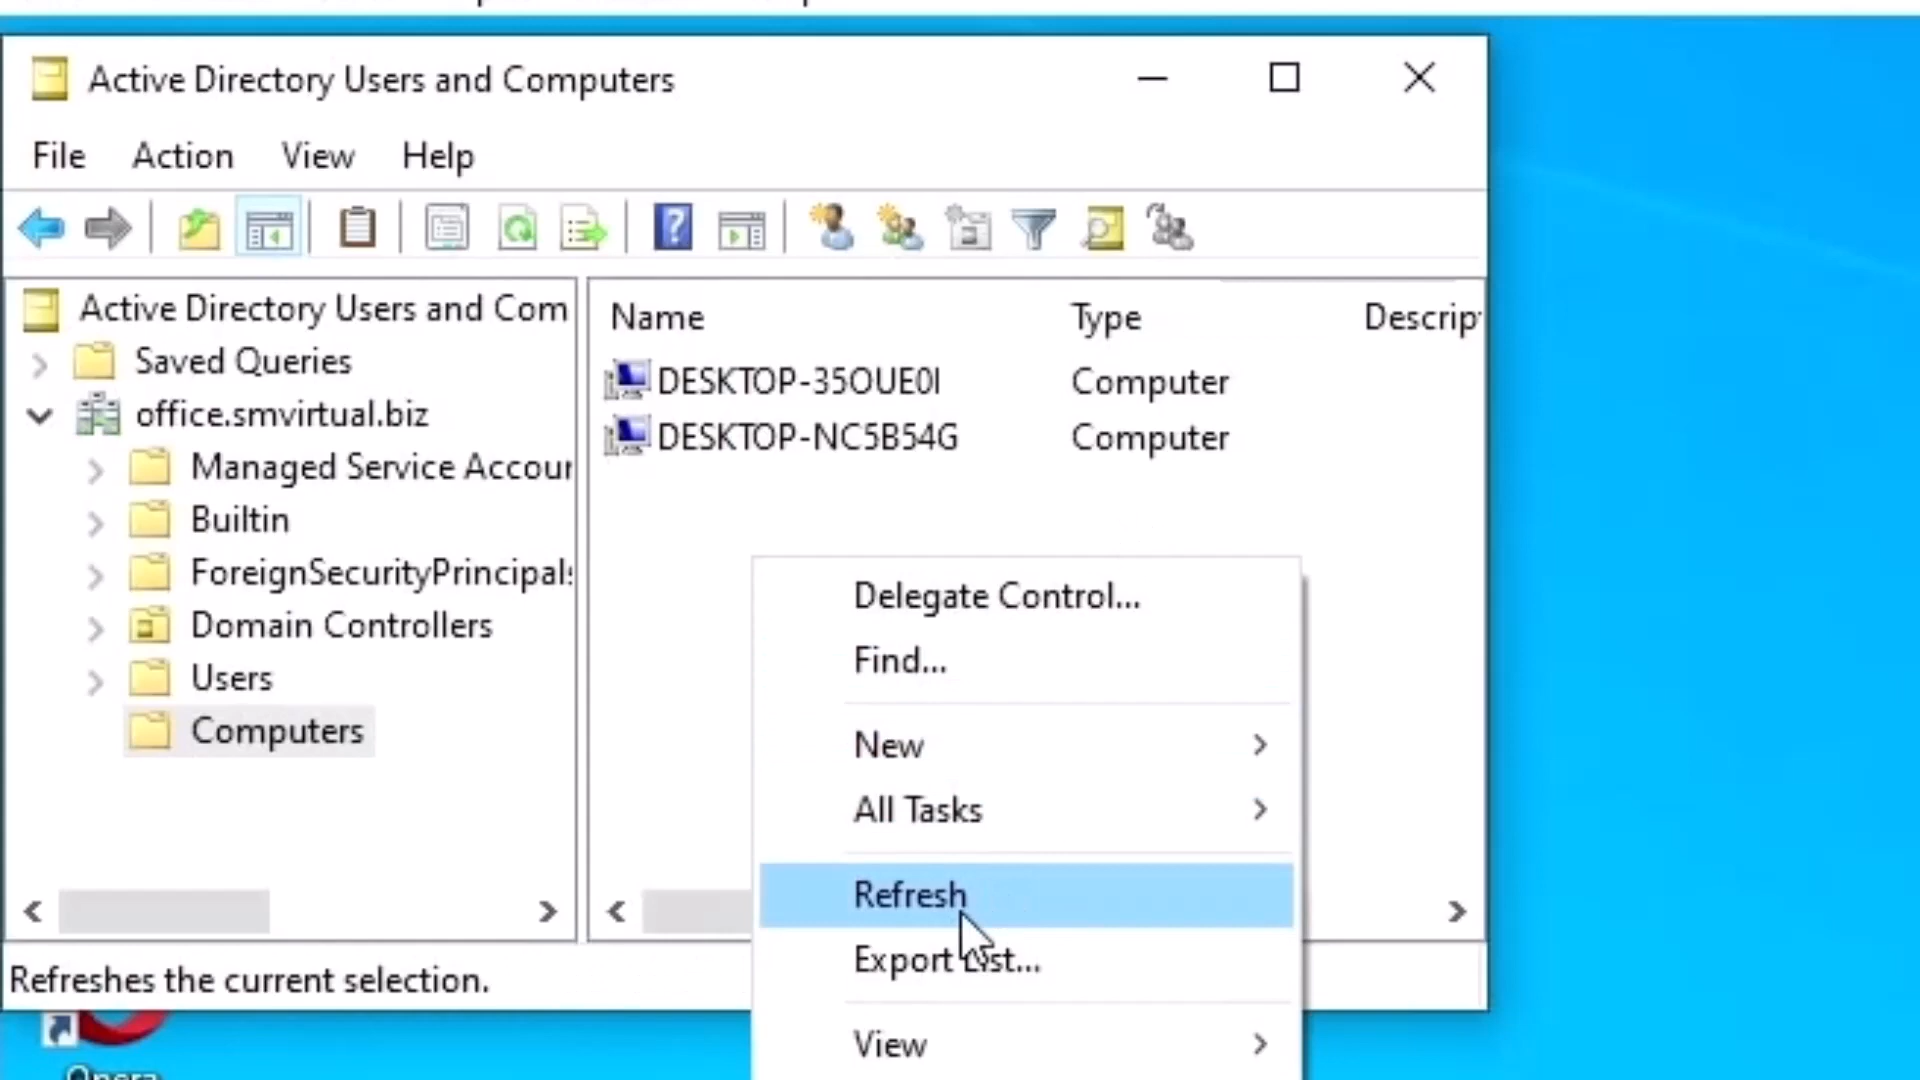 Active Directory Users and Computers
File Action View Help
Active Directory Users and Com
Saved Queries
office.smvirtual.biz
Managed Service Accour
Builtin
ForeignSecurityPrincipals
Domain Controllers
Users
Computers
Name Type Descrip
DESKTOP-35OUE0I Computer
DESKTOP-NC5B54G Computer
Delegate Control...
Find...
New
All Tasks
Refresh
Export List...
View
Refreshes the current selection.
Opera